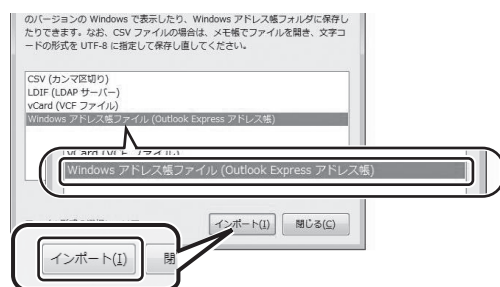 のバージョンの Windows で表示したり、Windows アドレス帳フォルダに保存し
たりできます。なお、CSV ファイルの場合は、メモ帳でファイルを開き、文字コ
ードの形式を UTF-8 に指定して保存し直してください。
CSV (カンマ区切り)
LDIF (LDAP サーバー)
vCard (VCF ファイル)
Windows アドレス帳ファイル (Outlook Express アドレス帳)
vCard (VCF ファイル)
Windows アドレス帳ファイル (Outlook Express アドレス帳)
インポート(I)
閉じる(C)
インポート(I)
閉